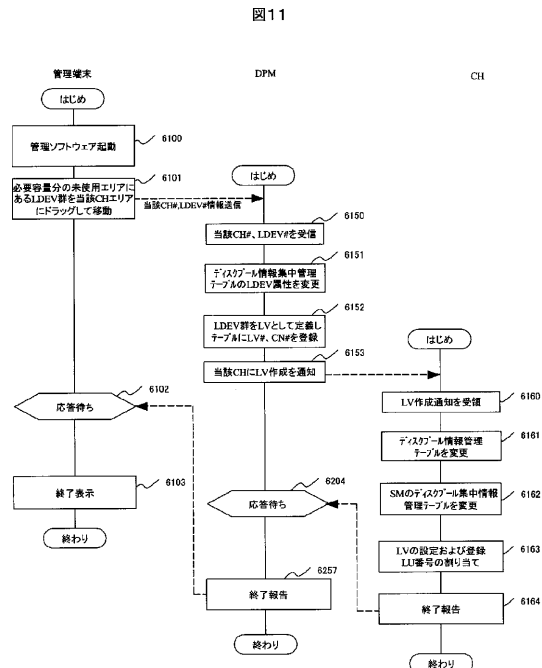 図11
管理端末
はじめ
管理ソフトウェア起動
6100
必要容量分の未使用エリアに
あるLDEV群を当該CHエリア
にドラッグして移動
6101
当該CH#、LDEV#情報送信
応答待ち
6102
終了表示
6103
終わり
DPM
はじめ
当該CH#、LDEV#を受信
6150
ディスクプール情報集中管理
テーブルのLDEV属性を変更
6151
LDEV群をLVとして定義し
テーブルにLV#、CN#を登録
6152
当該CHにLV作成を通知
6153
応答待ち
6204
終了報告
6257
終わり
CH
はじめ
LV作成通知を受領
6160
ディスクプール情報管理
テーブルを変更
6161
SMのディスクプール集中情報
管理テーブルを変更
6162
LVの設定および登録
LU番号の割り当て
6163
終了報告
6164
終わり